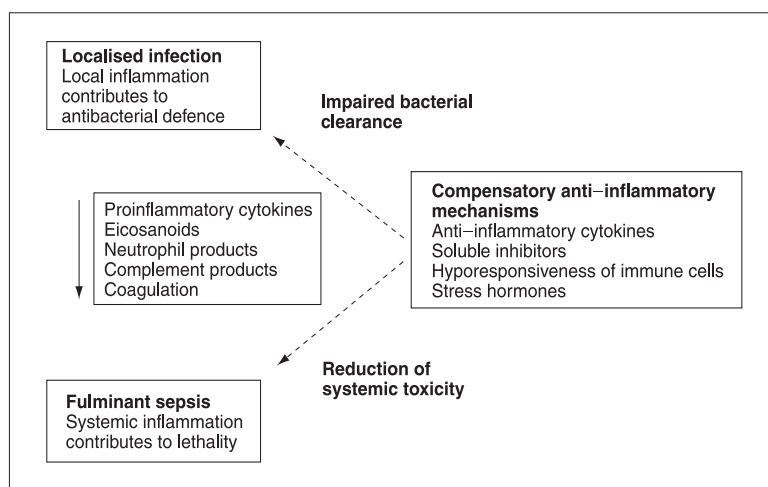 Localised infection
Local inflammation
contributes to
antibacterial defence
Impaired bacterial
clearance
Proinflammatory cytokines
Eicosanoids
Neutrophil products
Complement products
Coagulation
Compensatory anti–inflammatory
mechanisms
Anti–inflammatory cytokines
Soluble inhibitors
Hyporesponsiveness of immune cells
Stress hormones
Reduction of
systemic toxicity
Fulminant sepsis
Systemic inflammation
contributes to lethality